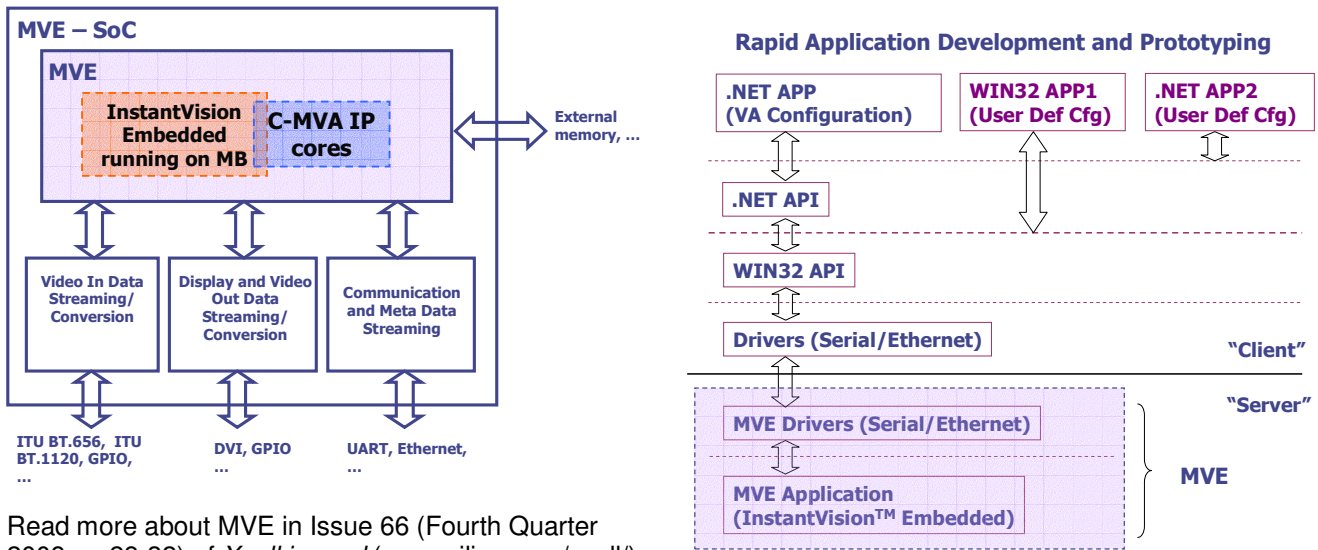 MVE – SoC
MVE
InstantVision
Embedded
running on MB
C-MVA IP
cores
External
memory, ...
Video In Data
Streaming/
Conversion
Display and Video
Out Data
Streaming/
Conversion
Communication
and Meta Data
Streaming
ITU BT.656, ITU
BT.1120, GPIO,
...
DVI, GPIO
...
UART, Ethernet,
...
Read more about MVE in Issue 66 (Fourth Quarter
Rapid Application Development and Prototyping
.NET APP
(VA Configuration)
WIN32 APP1
(User Def Cfg)
.NET APP2
(User Def Cfg)
.NET API
WIN32 API
Drivers (Serial/Ethernet)
"Client"
"Server"
MVE Drivers (Serial/Ethernet)
MVE Application
(InstantVision™ Embedded)
MVE